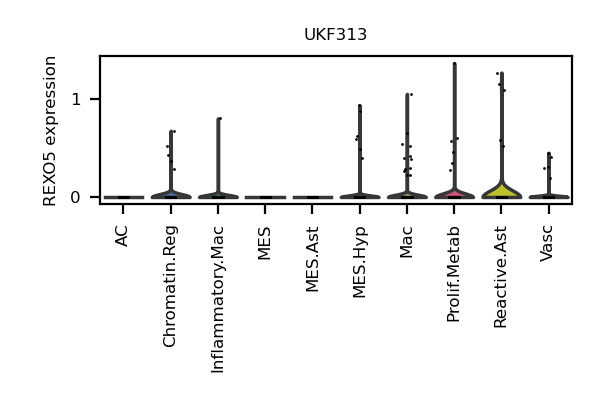 UKF313
REXO5 expression
1
0
AC
Chromatin.Reg
Inflammatory.Mac
MES
MES.Ast
MES.Hyp
Mac
Prolif.Metab
Reactive.Ast
Vasc